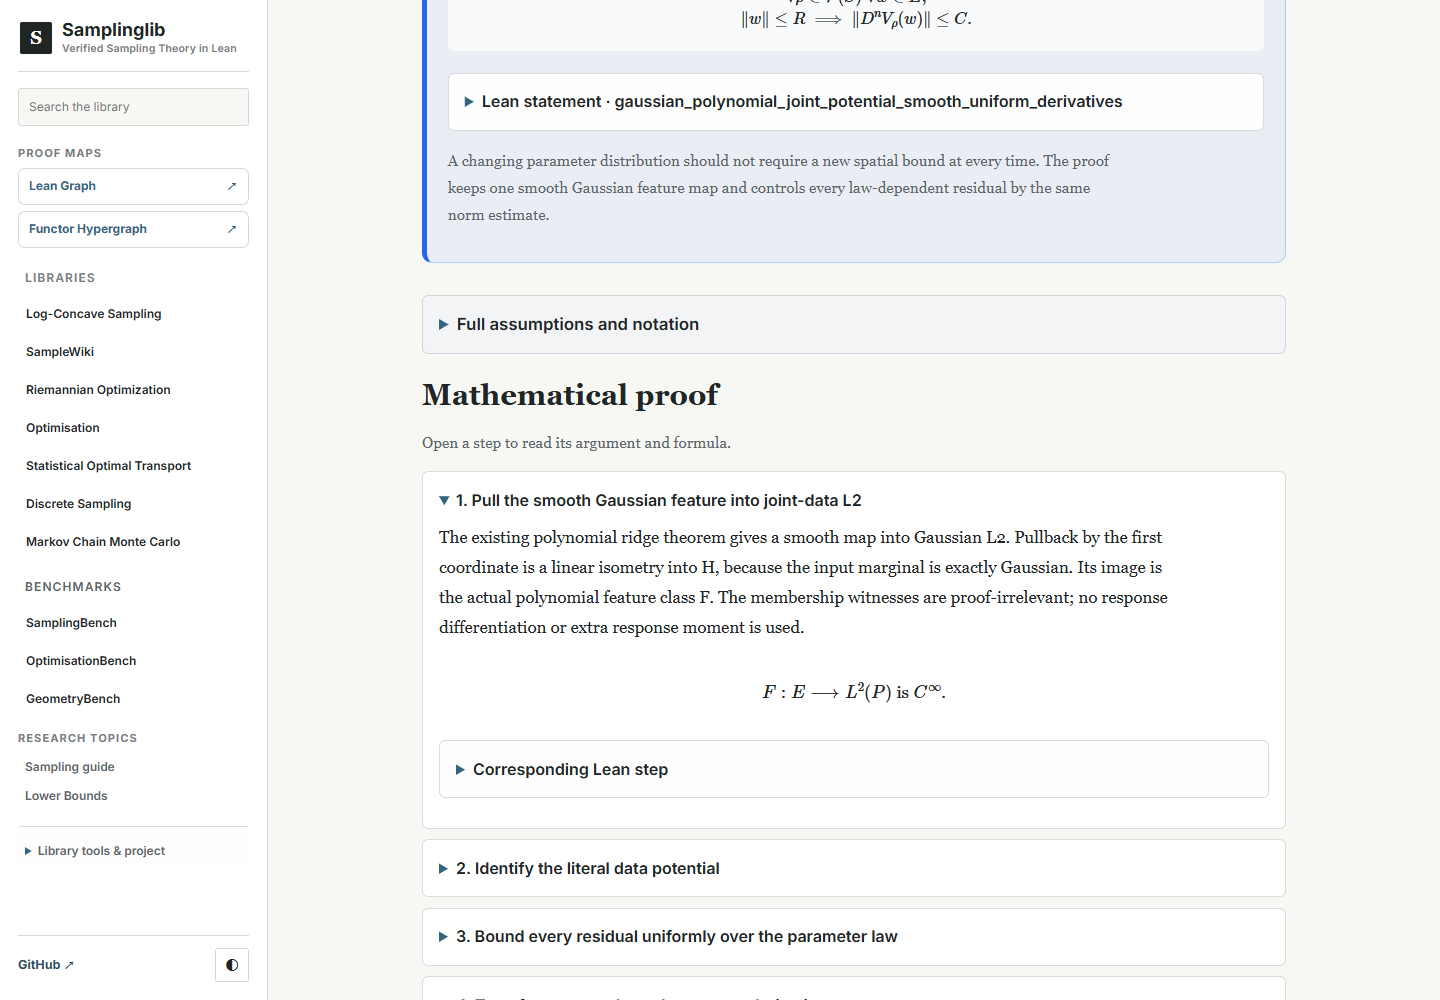 S
Samplinglib
Verified Sampling Theory in Lean
Search the library
PROOF MAPS
Lean Graph ↗
Functor Hypergraph ↗
LIBRARIES
Log-Concave Sampling
SampleWiki
Riemannian Optimization
Optimisation
Statistical Optimal Transport
Discrete Sampling
Markov Chain Monte Carlo
BENCHMARKS
SamplingBench
OptimisationBench
GeometryBench
RESEARCH TOPICS
Sampling guide
Lower Bounds
Library tools & project
GitHub ↗
‖w‖ ≤ R ⟹ ‖DⁿV_ρ(w)‖ ≤ C.
Lean statement · gaussian_polynomial_joint_potential_smooth_uniform_derivatives
A changing parameter distribution should not require a new spatial bound at every time. The proof
keeps one smooth Gaussian feature map and controls every law-dependent residual by the same
norm estimate.
Full assumptions and notation
Mathematical proof
Open a step to read its argument and formula.
1. Pull the smooth Gaussian feature into joint-data L2
The existing polynomial ridge theorem gives a smooth map into Gaussian L2. Pullback by the first
coordinate is a linear isometry into H, because the input marginal is exactly Gaussian. Its image is
the actual polynomial feature class F. The membership witnesses are proof-irrelevant; no response
differentiation or extra response moment is used.
F : E ⟶ L²(P) is C^∞.
Corresponding Lean step
2. Identify the literal data potential
3. Bound every residual uniformly over the parameter law